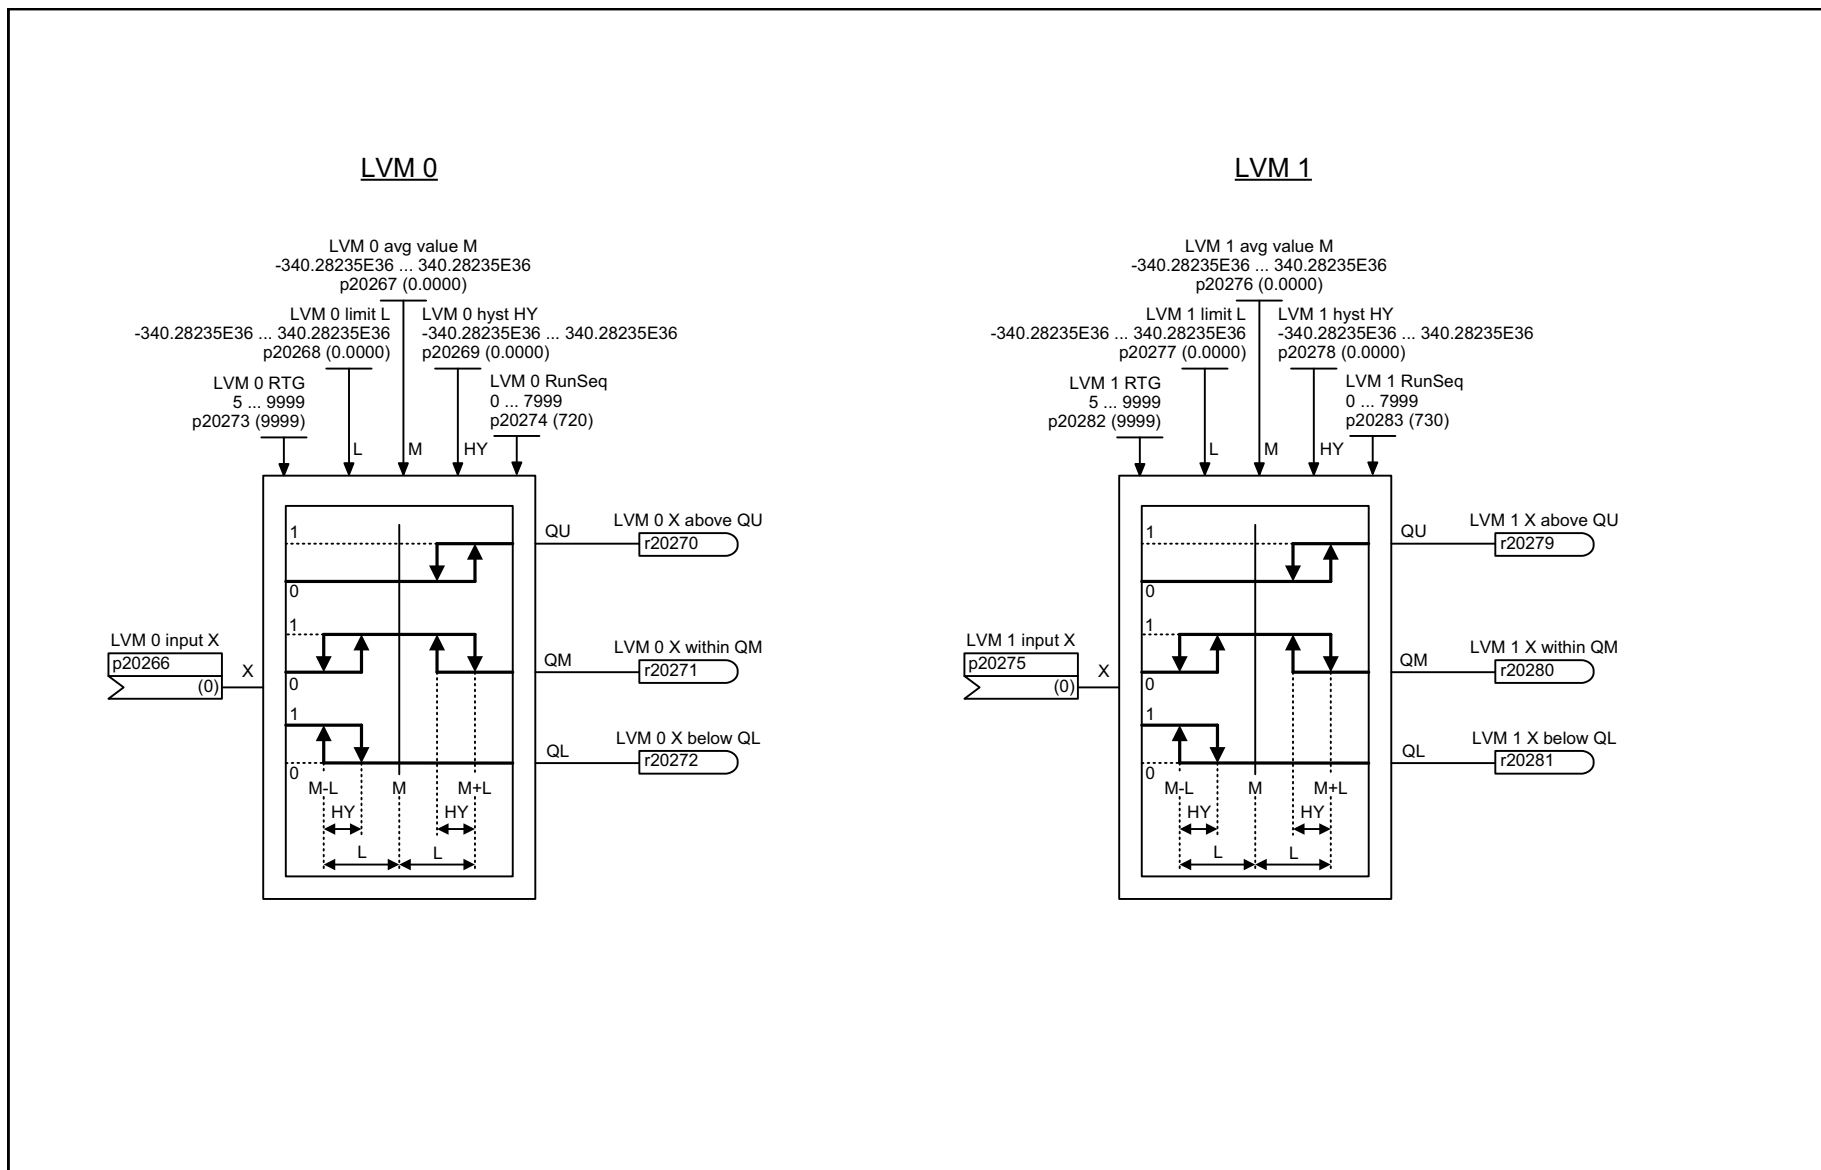 LVM 0
LVM 0 avg value M
-340.28235E36 ... 340.28235E36
p20267 (0.0000)
LVM 0 limit L
-340.28235E36 ... 340.28235E36
p20268 (0.0000)
LVM 0 hyst HY
-340.28235E36 ... 340.28235E36
p20269 (0.0000)
LVM 0 RTG
5 ... 9999
p20273 (9999)
LVM 0 RunSeq
0 ... 7999
p20274 (720)
L
M
HY
LVM 0 input X
p20266
(0)
X
1
0
1
0
1
0
M-L
M
M+L
HY
HY
L
L
QU
LVM 0 X above QU
r20270
QM
LVM 0 X within QM
r20271
QL
LVM 0 X below QL
r20272
LVM 1
LVM 1 avg value M
-340.28235E36 ... 340.28235E36
p20276 (0.0000)
LVM 1 limit L
-340.28235E36 ... 340.28235E36
p20277 (0.0000)
LVM 1 hyst HY
-340.28235E36 ... 340.28235E36
p20278 (0.0000)
LVM 1 RTG
5 ... 9999
p20282 (9999)
LVM 1 RunSeq
0 ... 7999
p20283 (730)
L
M
HY
LVM 1 input X
p20275
(0)
X
1
0
1
0
1
0
M-L
M
M+L
HY
HY
L
L
QU
LVM 1 X above QU
r20279
QM
LVM 1 X within QM
r20280
QL
LVM 1 X below QL
r20281